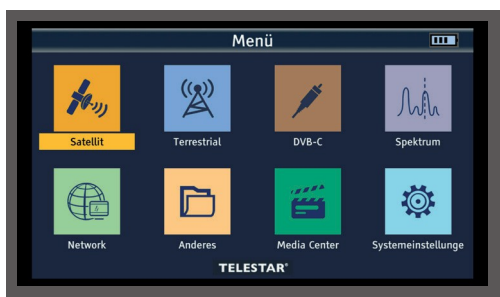 Menü
Satellit
Terrestrial
DVB-C
Spektrum
Network
Anderes
Media Center
Systemeinstellunge
TELESTAR®